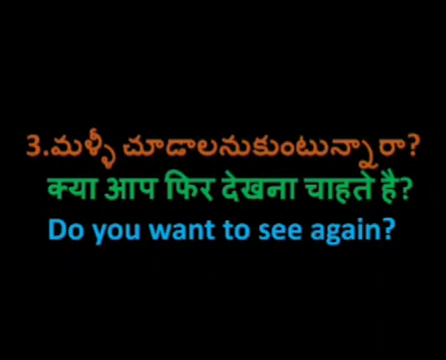 3.మళ్ళీ చూడాలనుకుంటున్నారా?
क्या आप फिर देखना चाहते है?
Do you want to see again?